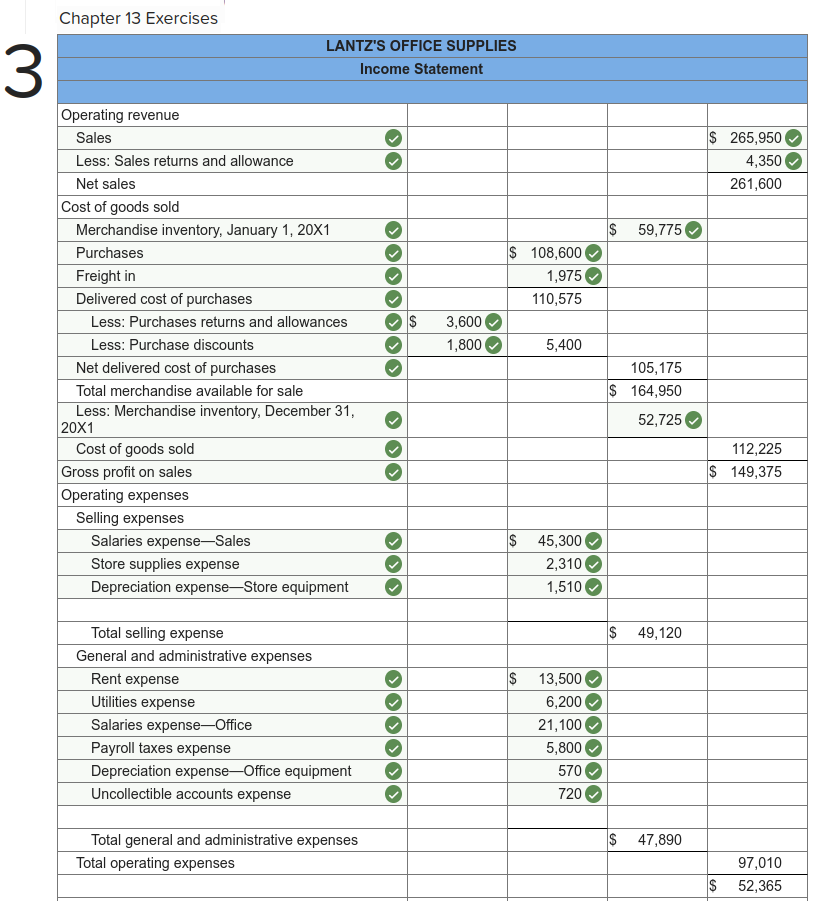 Chapter 13 Exercises
3
LANTZ'S OFFICE SUPPLIES
Income Statement
Operating revenue
Sales $ 265,950
Less: Sales returns and allowance 4,350
Net sales 261,600
Cost of goods sold
Merchandise inventory, January 1, 20X1 $ 59,775
Purchases $ 108,600
Freight in 1,975
Delivered cost of purchases 110,575
Less: Purchases returns and allowances $ 3,600
Less: Purchase discounts 1,800 5,400
Net delivered cost of purchases 105,175
Total merchandise available for sale $ 164,950
Less: Merchandise inventory, December 31,
20X1 52,725
Cost of goods sold 112,225
Gross profit on sales $ 149,375
Operating expenses
Selling expenses
Salaries expense—Sales $ 45,300
Store supplies expense 2,310
Depreciation expense—Store equipment 1,510
Total selling expense $ 49,120
General and administrative expenses
Rent expense $ 13,500
Utilities expense 6,200
Salaries expense—Office 21,100
Payroll taxes expense 5,800
Depreciation expense—Office equipment 570
Uncollectible accounts expense 720
Total general and administrative expenses $ 47,890
Total operating expenses 97,010
$ 52,365